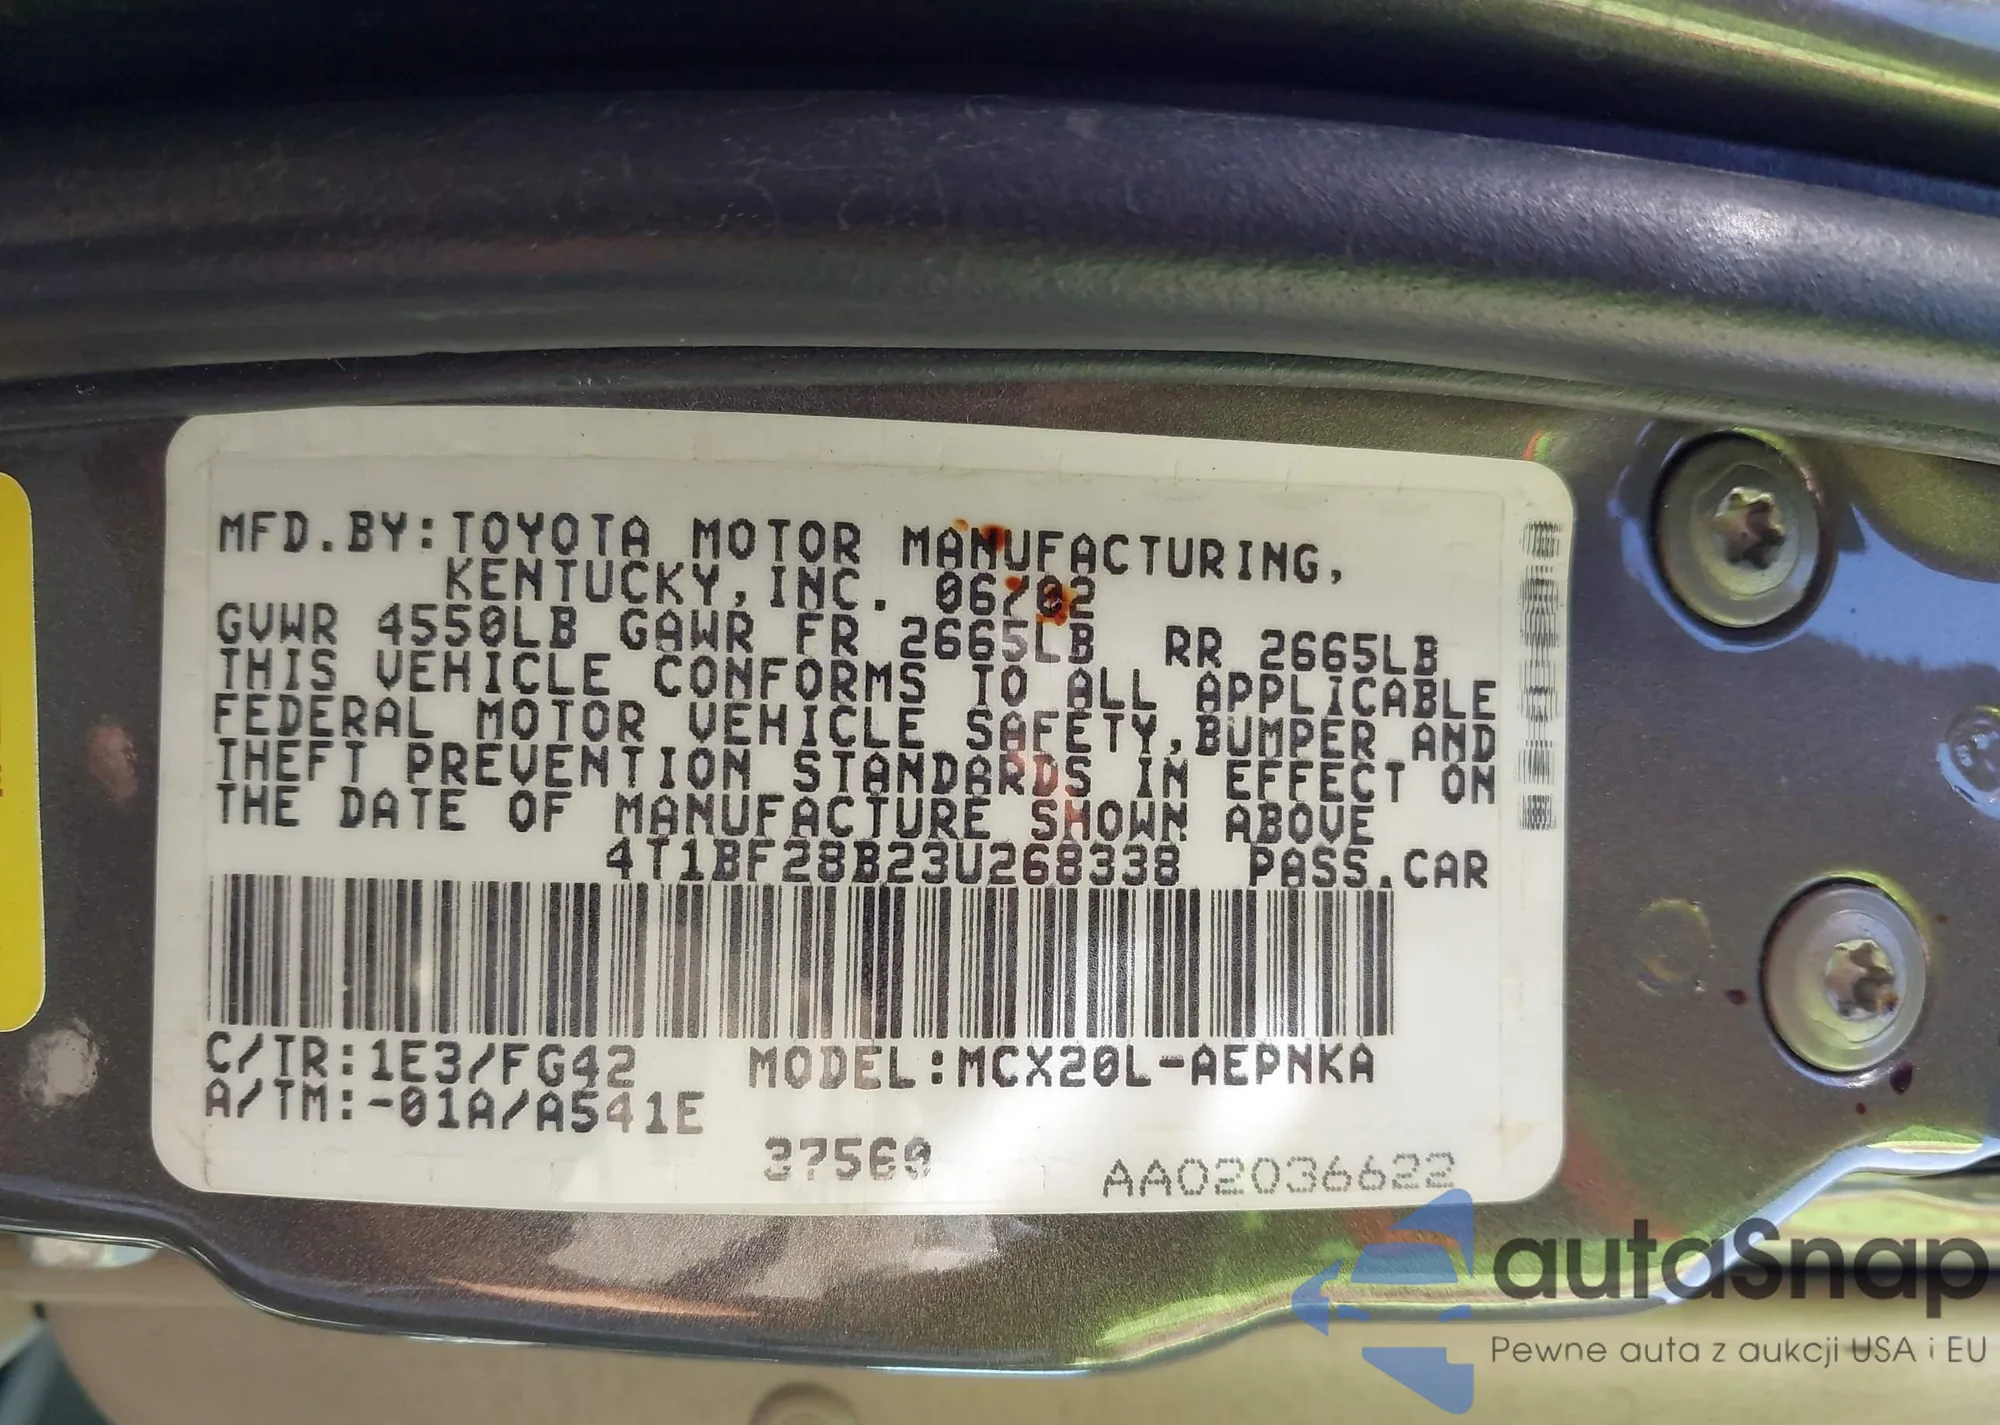 MFD.BY:TOYOTA MOTOR MANUFACTURING,
KENTUCKY,INC. 06/02
GVWR 4550LB GAWR FR 2665LB RR 2665LB
THIS VEHICLE CONFORMS TO ALL APPLICABLE
FEDERAL MOTOR VEHICLE SAFETY,BUMPER AND
THEFT PREVENTION STANDARDS IN EFFECT ON
THE DATE OF MANUFACTURE SHOWN ABOVE
4T1BF28B23U268338 PASS.CAR
C/TR:1E3/FG42 MODEL:MCX20L-AEPNKA
A/TM:-01A/A541E
37560
AA02036622
autaSnap
Pewne auta z aukcji USA i EU